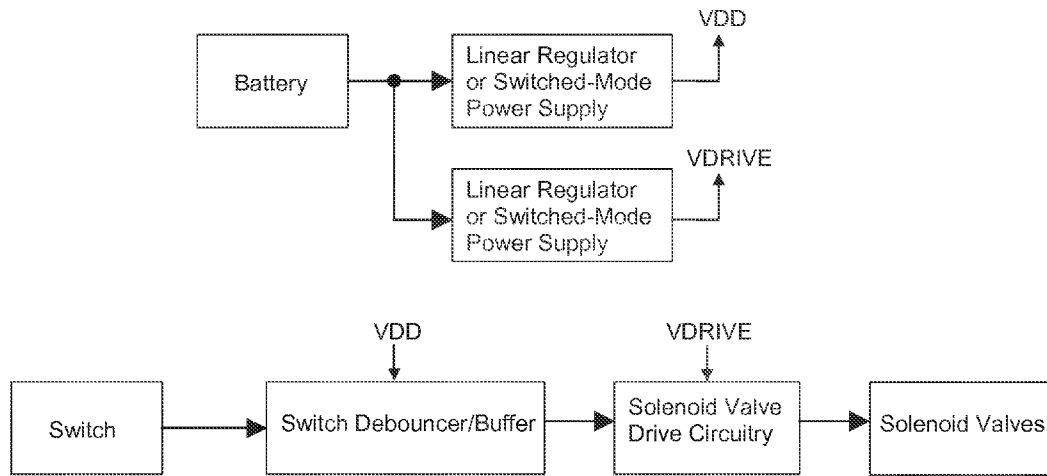 VDD
Battery
Linear Regulator
or Switched-Mode
Power Supply
VDRIVE
Linear Regulator
or Switched-Mode
Power Supply
VDD
VDRIVE
Switch
Switch Debouncer/Buffer
Solenoid Valve
Drive Circuitry
Solenoid Valves